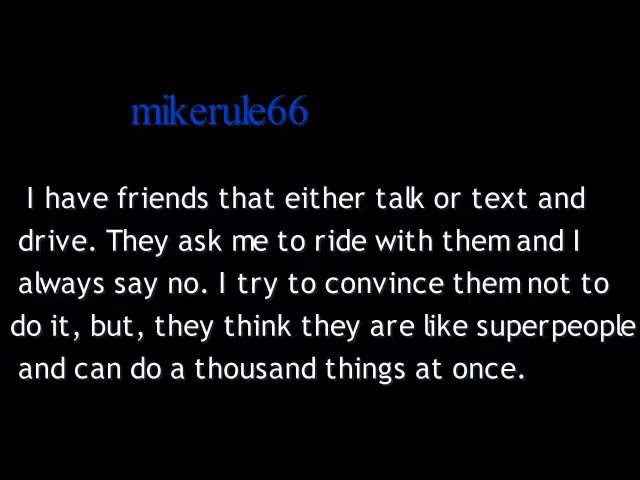 mikerule66
I have friends that either talk or text and
drive. They ask me to ride with them and I
always say no. I try to convince them not to
do it, but, they think they are like superpeople
and can do a thousand things at once.